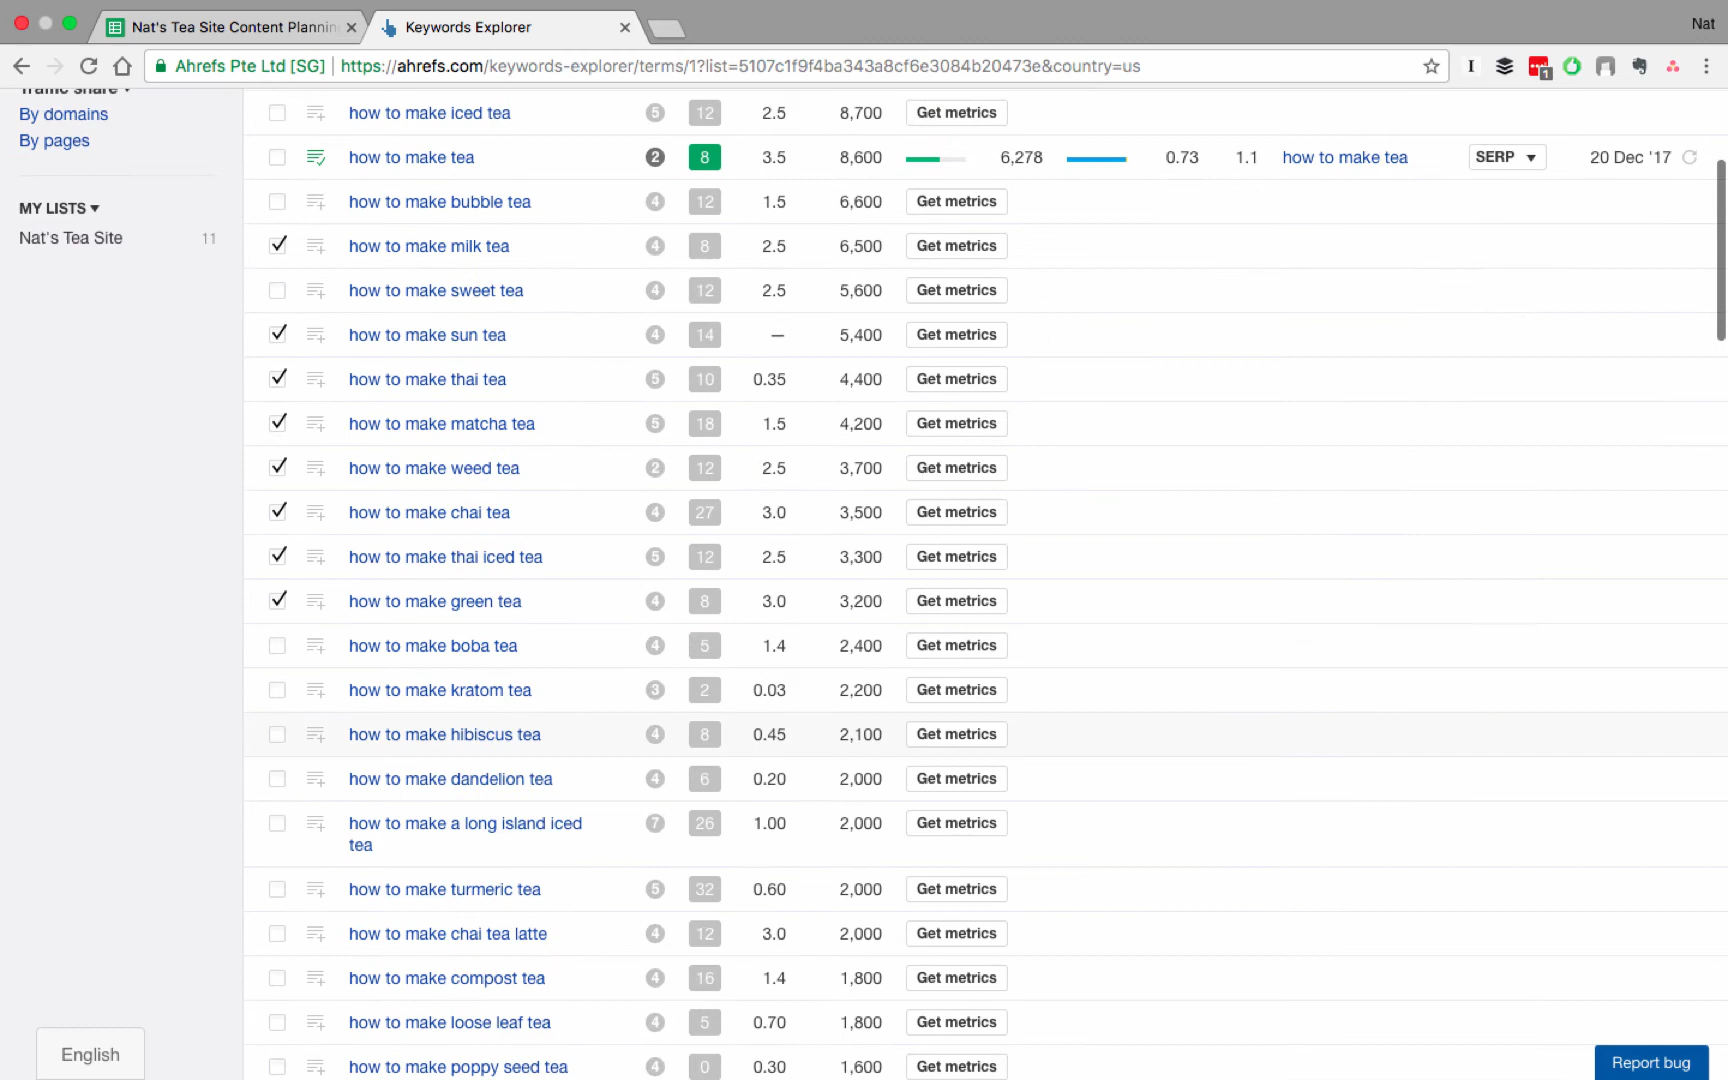 Nat's Tea Site Content Plannin
Keywords Explorer
Nat
Ahrefs Pte Ltd [SG] | https://ahrefs.com/keywords-explorer/terms/1?list=5107c1f9f4ba343a8cf6e3084b20473e&country=us
1
Traffic share
By domains
By pages
MY LISTS
Nat's Tea Site 11
how to make iced tea 5 12 2.5 8,700 Get metrics
how to make tea 2 8 3.5 8,600 6,278 0.73 1.1 how to make tea SERP 20 Dec '17
how to make bubble tea 4 12 1.5 6,600 Get metrics
how to make milk tea 4 8 2.5 6,500 Get metrics
how to make sweet tea 4 12 2.5 5,600 Get metrics
how to make sun tea 4 14 — 5,400 Get metrics
how to make thai tea 5 10 0.35 4,400 Get metrics
how to make matcha tea 5 18 1.5 4,200 Get metrics
how to make weed tea 2 12 2.5 3,700 Get metrics
how to make chai tea 4 27 3.0 3,500 Get metrics
how to make thai iced tea 5 12 2.5 3,300 Get metrics
how to make green tea 4 8 3.0 3,200 Get metrics
how to make boba tea 4 5 1.4 2,400 Get metrics
how to make kratom tea 3 2 0.03 2,200 Get metrics
how to make hibiscus tea 4 8 0.45 2,100 Get metrics
how to make dandelion tea 4 6 0.20 2,000 Get metrics
how to make a long island iced 7 26 1.00 2,000 Get metrics
tea
how to make turmeric tea 5 32 0.60 2,000 Get metrics
how to make chai tea latte 4 12 3.0 2,000 Get metrics
how to make compost tea 4 16 1.4 1,800 Get metrics
how to make loose leaf tea 4 5 0.70 1,800 Get metrics
how to make poppy seed tea 4 0 0.30 1,600 Get metrics
English
Report bug